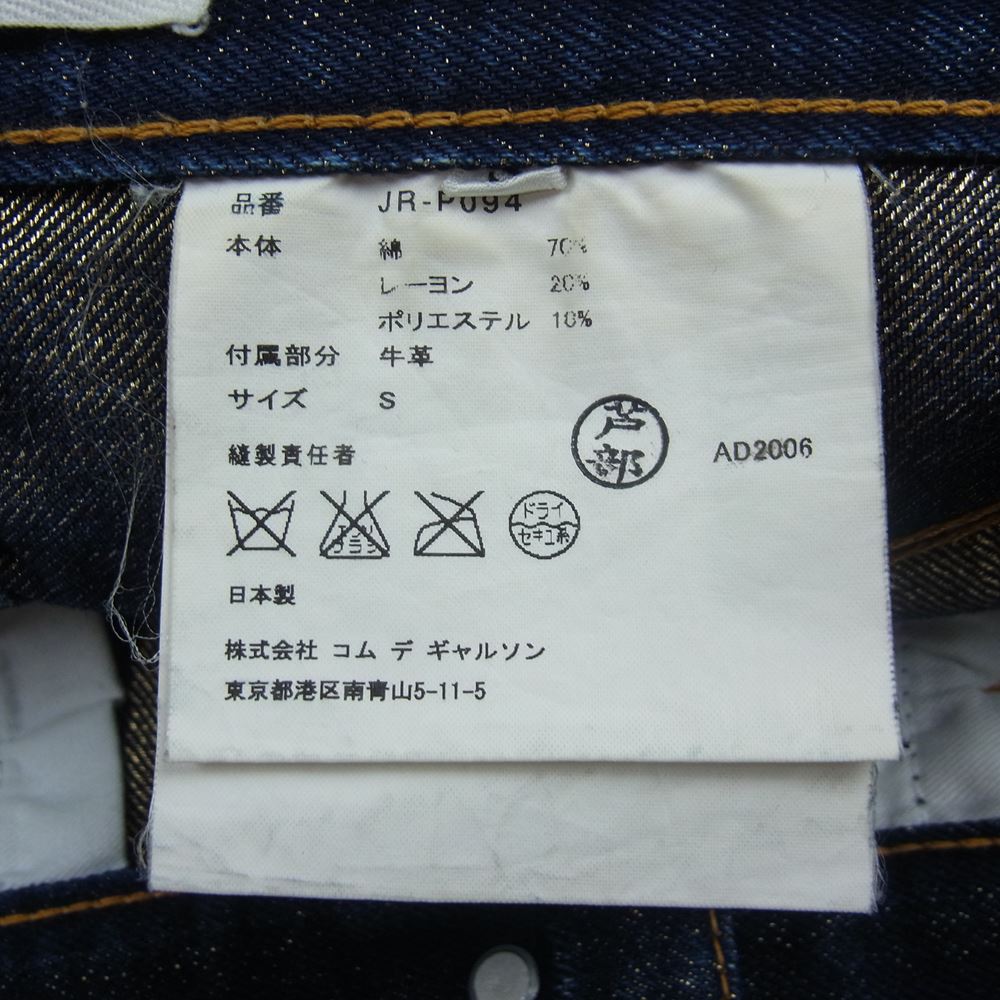 品番 JR-P094
本体 綿 70%
レーヨン 20%
ポリエステル 10%
付属部分 牛革
サイズ S
縫製責任者 芦部 AD2006
ドライ
セキユ系
日本製
株式会社 コム デ ギャルソン
東京都港区南青山5-11-5